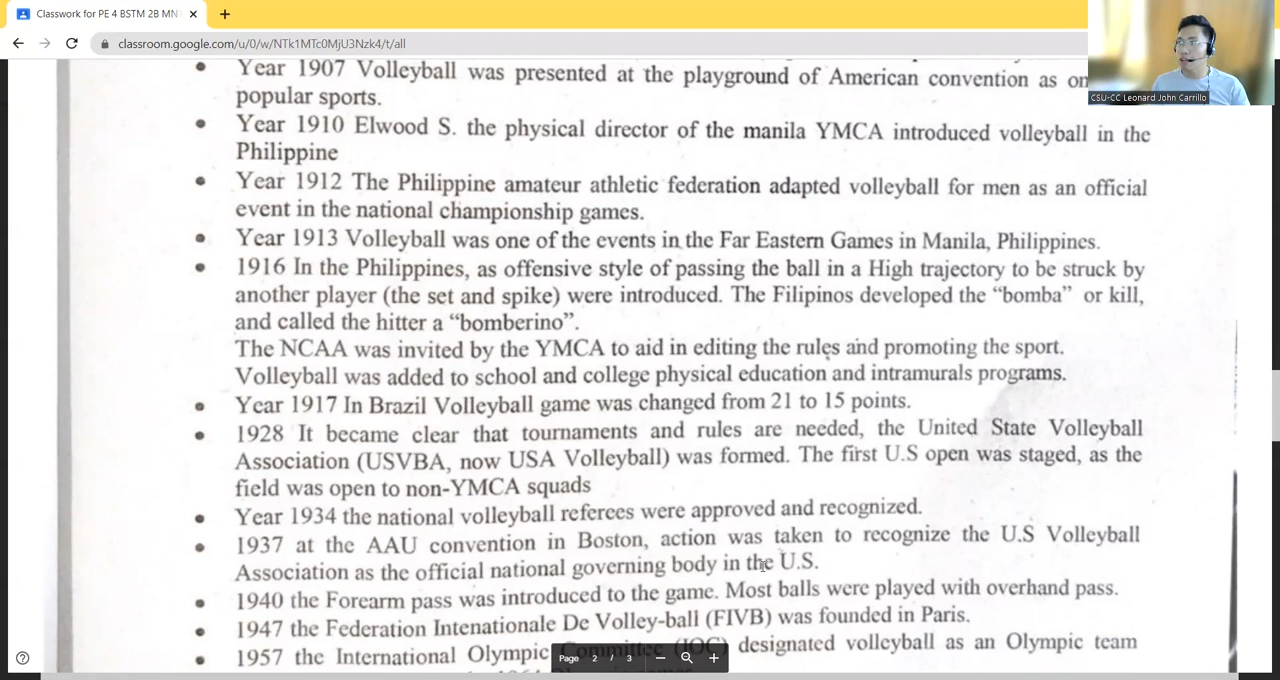 Classwork for PE 4 BSTM 2B MN
classroom.google.com/u/0/w/NTk1MTc0MjU3Nzk4/t/all
CSU-CC Leonard John Carrillo
Year 1907 Volleyball was presented at the playground of American convention as
popular sports.
Year 1910 Elwood S. the physical director of the manila YMCA introduced volleyball in the
Philippine
Year 1912 The Philippine amateur athletic federation adapted volleyball for men as an official
event in the national championship games.
Year 1913 Volleyball was one of the events in the Far Eastern Games in Manila, Philippines.
1916 In the Philippines, as offensive style of passing the ball in a High trajectory to be struck by
another player (the set and spike) were introduced. The Filipinos developed the “bomba” or kill,
and called the hitter a “bomberino”.
The NCAA was invited by the YMCA to aid in editing the rules and promoting the sport.
Volleyball was added to school and college physical education and intramurals programs.
Year 1917 In Brazil Volleyball game was changed from 21 to 15 points.
1928 It became clear that tournaments and rules are needed, the United State Volleyball
Association (USVBA, now USA Volleyball) was formed. The first U.S open was staged, as the
field was open to non-YMCA squads
Year 1934 the national volleyball referees were approved and recognized.
1937 at the AAU convention in Boston, action was taken to recognize the U.S Volleyball
Association as the official national governing body in the U.S.
1940 the Forearm pass was introduced to the game. Most balls were played with overhand pass.
1947 the Federation Intenationale De Volley-ball (FIVB) was founded in Paris.
1957 the International Olympic Committee (IOC) designated volleyball as an Olympic team
Page 2 / 3